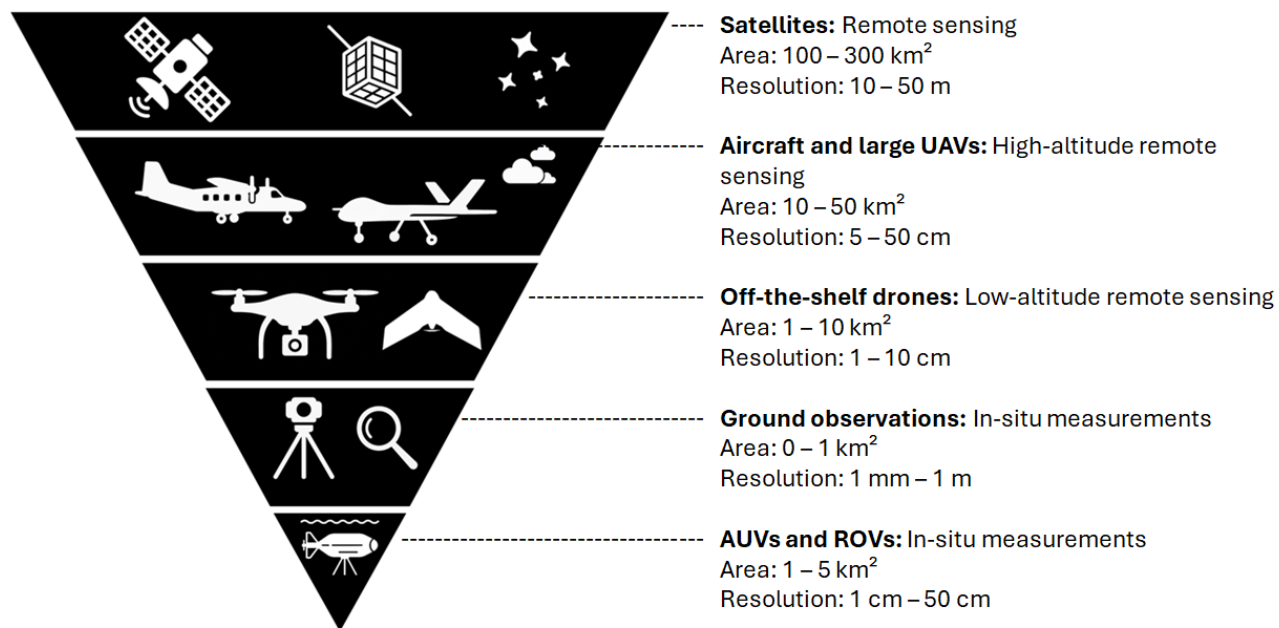 Satellites: Remote sensing
Area: 100 – 300 km²
Resolution: 10 – 50 m
Aircraft and large UAVs: High-altitude remote
sensing
Area: 10 – 50 km²
Resolution: 5 – 50 cm
Off-the-shelf drones: Low-altitude remote sensing
Area: 1 – 10 km²
Resolution: 1 – 10 cm
Ground observations: In-situ measurements
Area: 0 – 1 km²
Resolution: 1 mm – 1 m
AUVs and ROVs: In-situ measurements
Area: 1 – 5 km²
Resolution: 1 cm – 50 cm